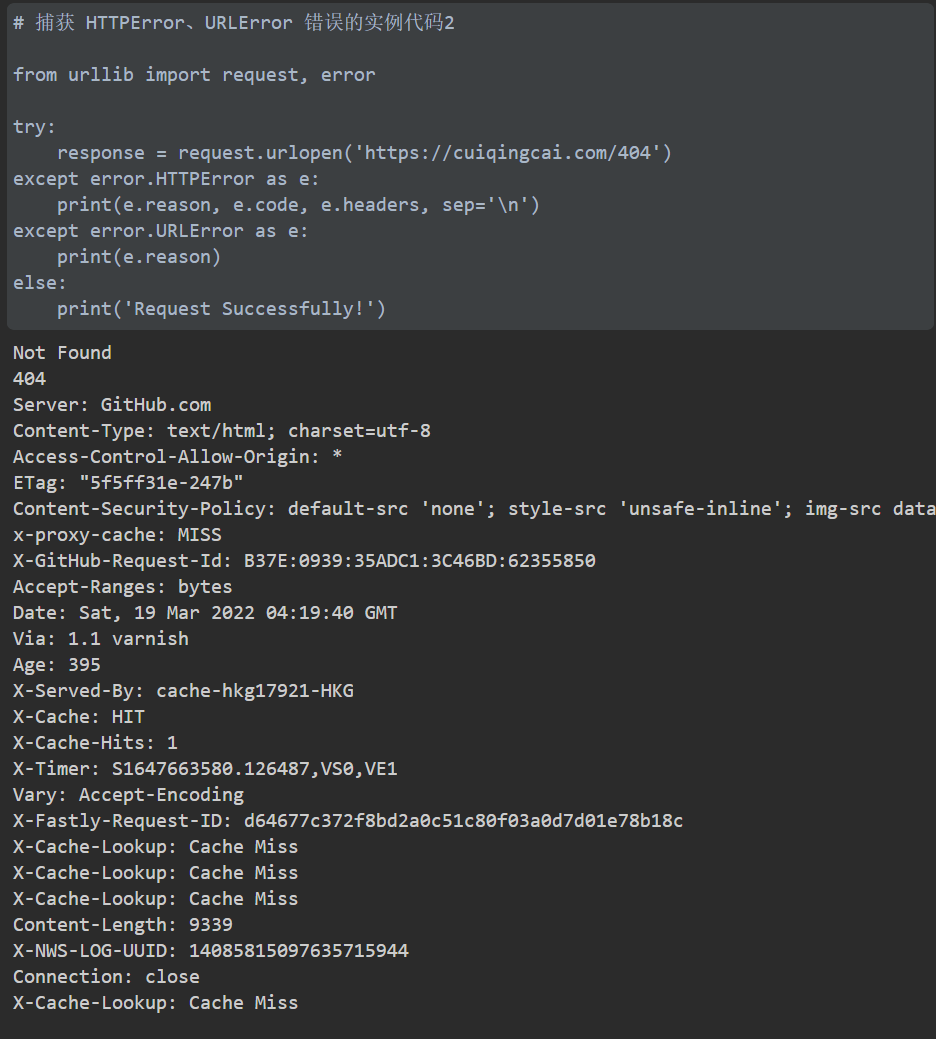 # 捕获 HTTPError、URLError 错误的实例代码2
from urllib import request, error
try:
    response = request.urlopen('https://cuiqingcai.com/404')
except error.HTTPError as e:
    print(e.reason, e.code, e.headers, sep='\n')
except error.URLError as e:
    print(e.reason)
else:
    print('Request Successfully!')
Not Found
404
Server: GitHub.com
Content-Type: text/html; charset=utf-8
Access-Control-Allow-Origin: *
ETag: "5f5ff31e-247b"
Content-Security-Policy: default-src 'none'; style-src 'unsafe-inline'; img-src data
x-proxy-cache: MISS
X-GitHub-Request-Id: B37E:0939:35ADC1:3C46BD:62355850
Accept-Ranges: bytes
Date: Sat, 19 Mar 2022 04:19:40 GMT
Via: 1.1 varnish
Age: 395
X-Served-By: cache-hkg17921-HKG
X-Cache: HIT
X-Cache-Hits: 1
X-Timer: S1647663580.126487,VS0,VE1
Vary: Accept-Encoding
X-Fastly-Request-ID: d64677c372f8bd2a0c51c80f03a0d7d01e78b18c
X-Cache-Lookup: Cache Miss
X-Cache-Lookup: Cache Miss
X-Cache-Lookup: Cache Miss
Content-Length: 9339
X-NWS-LOG-UUID: 14085815097635715944
Connection: close
X-Cache-Lookup: Cache Miss